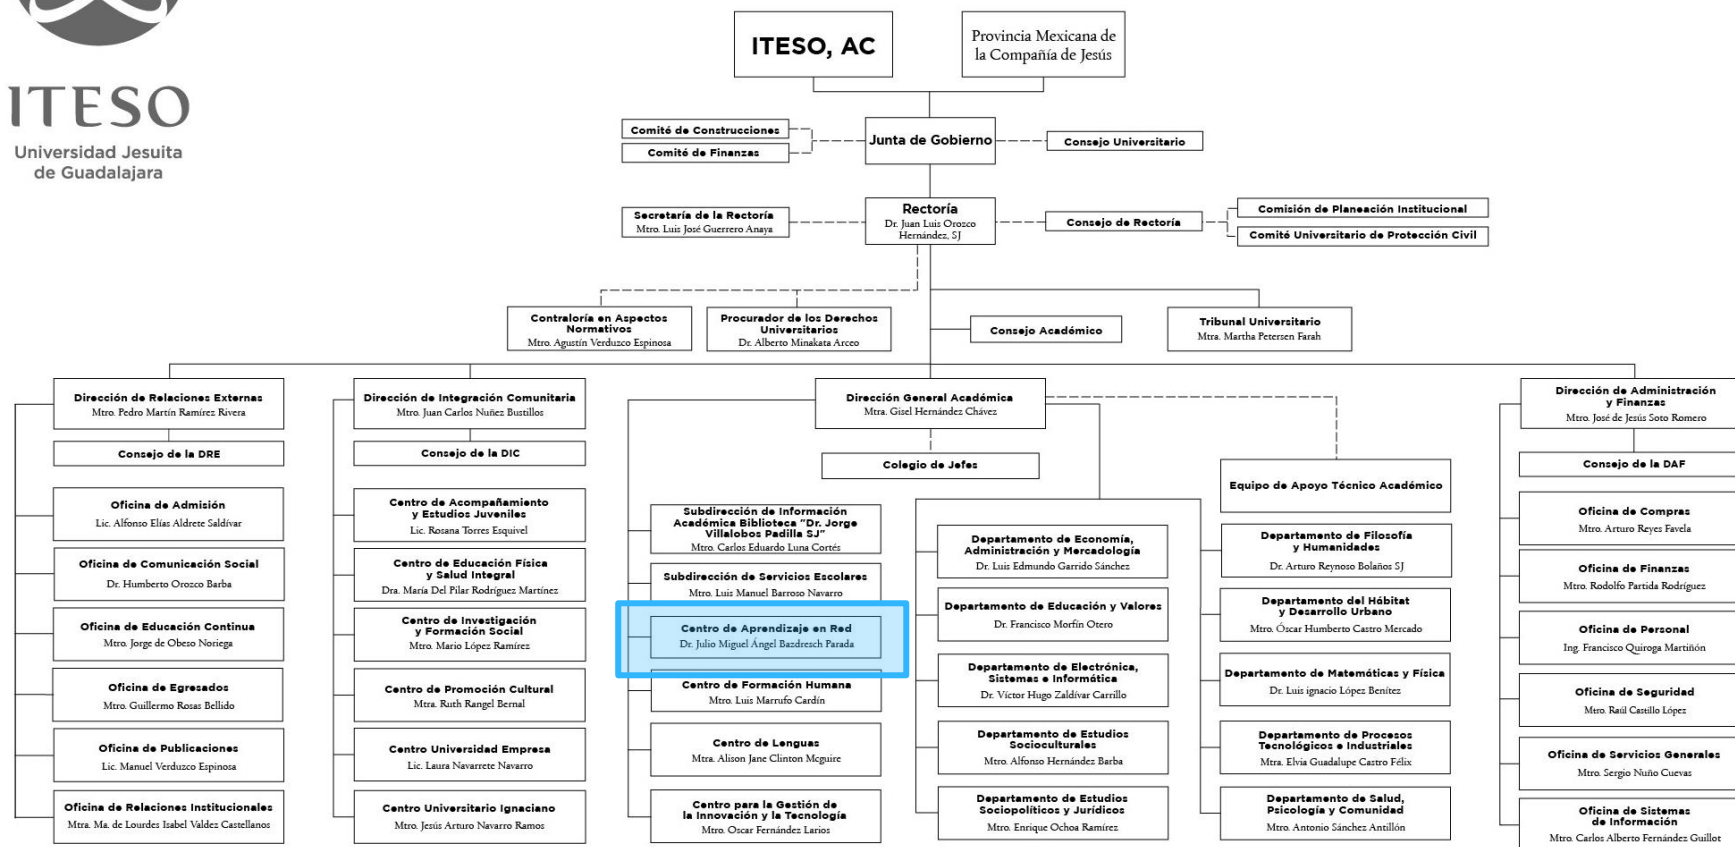 ITESO
Universidad Jesuita
de Guadalajara
ITESO, AC
Provincia Mexicana de
la Compañía de Jesús
Comité de Construcciones
Comité de Finanzas
Junta de Gobierno
Consejo Universitario
Secretaría de la Rectoría
Mtro. Luis José Guerrero Anaya
Rectoría
Dr. Juan Luis Orozco
Hernández, SJ
Consejo de Rectoría
Comisión de Planeación Institucional
Comité Universitario de Protección Civil
Contraloría en Aspectos
Normativos
Mtro. Agustín Verduzco Espinosa
Procurador de los Derechos
Universitarios
Dr. Alberto Minakata Arceo
Consejo Académico
Tribunal Universitario
Mtra. Martha Petersen Farah
Dirección de Relaciones Externas
Mtro. Pedro Martín Ramírez Rivera
Consejo de la DRE
Oficina de Admisión
Lic. Alfonso Elías Aldrete Saldívar
Oficina de Comunicación Social
Dr. Humberto Orozco Barba
Oficina de Educación Continua
Mtro. Jorge de Obeso Noriega
Oficina de Egresados
Mtro. Guillermo Rosas Bellido
Oficina de Publicaciones
Lic. Manuel Verduzco Espinosa
Oficina de Relaciones Institucionales
Mtra. Ma. de Lourdes Isabel Valdez Castellanos
Dirección de Integración Comunitaria
Mtro. Juan Carlos Nuñez Bustillos
Consejo de la DIC
Centro de Acompañamiento
y Estudios Juveniles
Lic. Rosana Torres Esquivel
Centro de Educación Física
y Salud Integral
Dra. María Del Pilar Rodríguez Martínez
Centro de Investigación
y Formación Social
Mtro. Mario López Ramírez
Centro de Promoción Cultural
Mtra. Ruth Rangel Bernal
Centro Universidad Empresa
Lic. Laura Navarrete Navarro
Centro Universitario Ignaciano
Mtro. Jesús Arturo Navarro Ramos
Dirección General Académica
Mtra. Gisel Hernández Chávez
Colegio de Jefes
Subdirección de Información
Académica Biblioteca "Dr. Jorge
Villalobos Padilla SJ"
Mtro. Carlos Eduardo Luna Cortés
Subdirección de Servicios Escolares
Mtro. Luis Manuel Barroso Navarro
Centro de Aprendizaje en Red
Dr. Julio Miguel Ángel Bazdresch Parada
Centro de Formación Humana
Mtro. Luis Marrufo Cardín
Centro de Lenguas
Mtra. Alison Jane Clinton Mcguire
Centro para la Gestión de
la Innovación y la Tecnología
Mtro. Oscar Fernández Larios
Departamento de Economía,
Administración y Mercadología
Dr. Luis Edmundo Garrido Sánchez
Departamento de Educación y Valores
Dr. Francisco Morfín Otero
Departamento de Electrónica,
Sistemas e Informática
Dr. Víctor Hugo Zaldívar Carrillo
Departamento de Estudios
Socioculturales
Mtro. Alfonso Hernández Barba
Departamento de Estudios
Sociopolíticos y Jurídicos
Mtro. Enrique Ochoa Ramírez
Equipo de Apoyo Técnico Académico
Departamento de Filosofía
y Humanidades
Dr. Arturo Reynoso Bolaños SJ
Departamento del Hábitat
y Desarrollo Urbano
Mtro. Óscar Humberto Castro Mercado
Departamento de Matemáticas y Física
Dr. Luis ignacio López Benítez
Departamento de Procesos
Tecnológicos e Industriales
Mtra. Elvia Guadalupe Castro Félix
Departamento de Salud,
Psicología y Comunidad
Mtro. Antonio Sánchez Antillón
Dirección de Administración
y Finanzas
Mtro. José de Jesús Soto Romero
Consejo de la DAF
Oficina de Compras
Mtro. Arturo Reyes Favela
Oficina de Finanzas
Mtro. Rodolfo Partida Rodríguez
Oficina de Personal
Ing. Francisco Quiroga Martiñón
Oficina de Seguridad
Mtro. Raúl Castillo López
Oficina de Servicios Generales
Mtro. Sergio Nuño Cuevas
Oficina de Sistemas
de Información
Mtro. Carlos Alberto Fernández Guillot